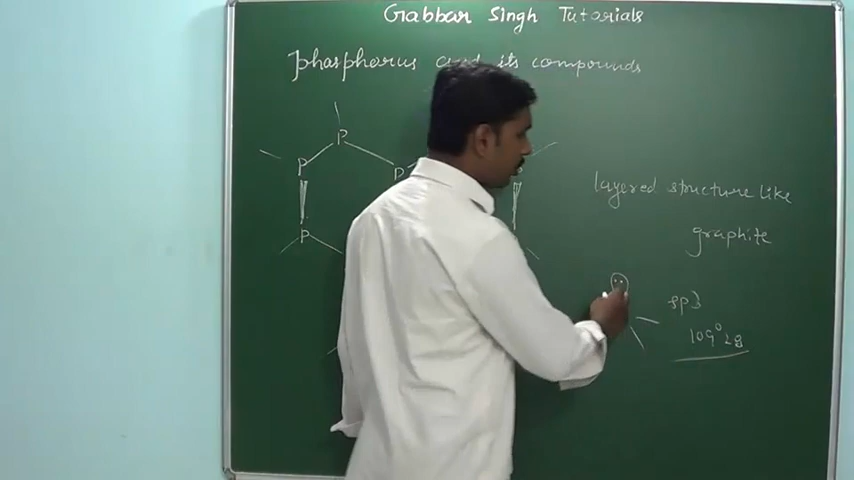 Gabbar Singh Tutorials
phosphorus and its compounds
P
P
P
P
layered structure like
graphite
sp3
109° 28